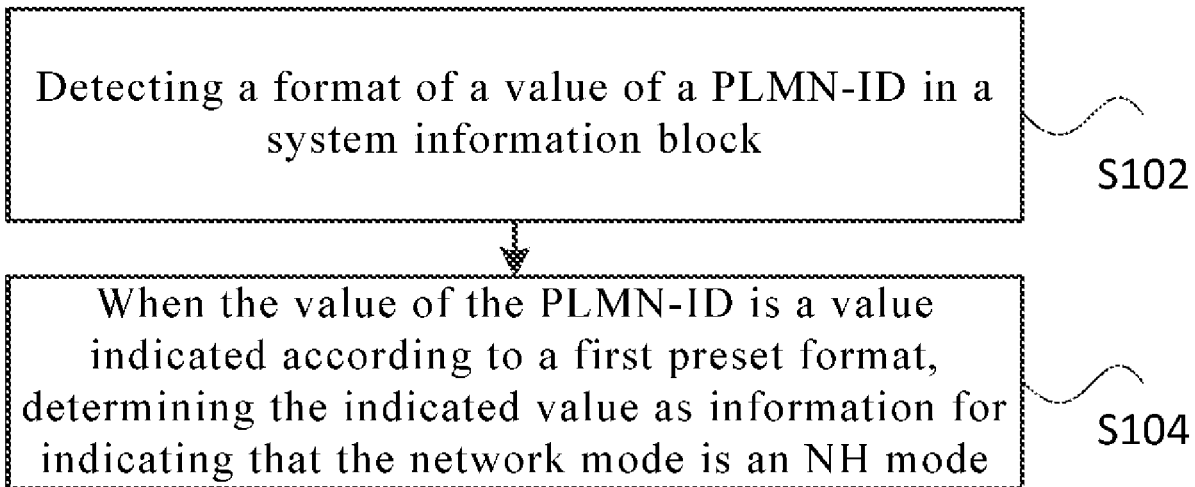 Detecting a format of a value of a PLMN-ID in a
system information block
S102
When the value of the PLMN-ID is a value
indicated according to a first preset format,
determining the indicated value as information for
indicating that the network mode is an NH mode
S104